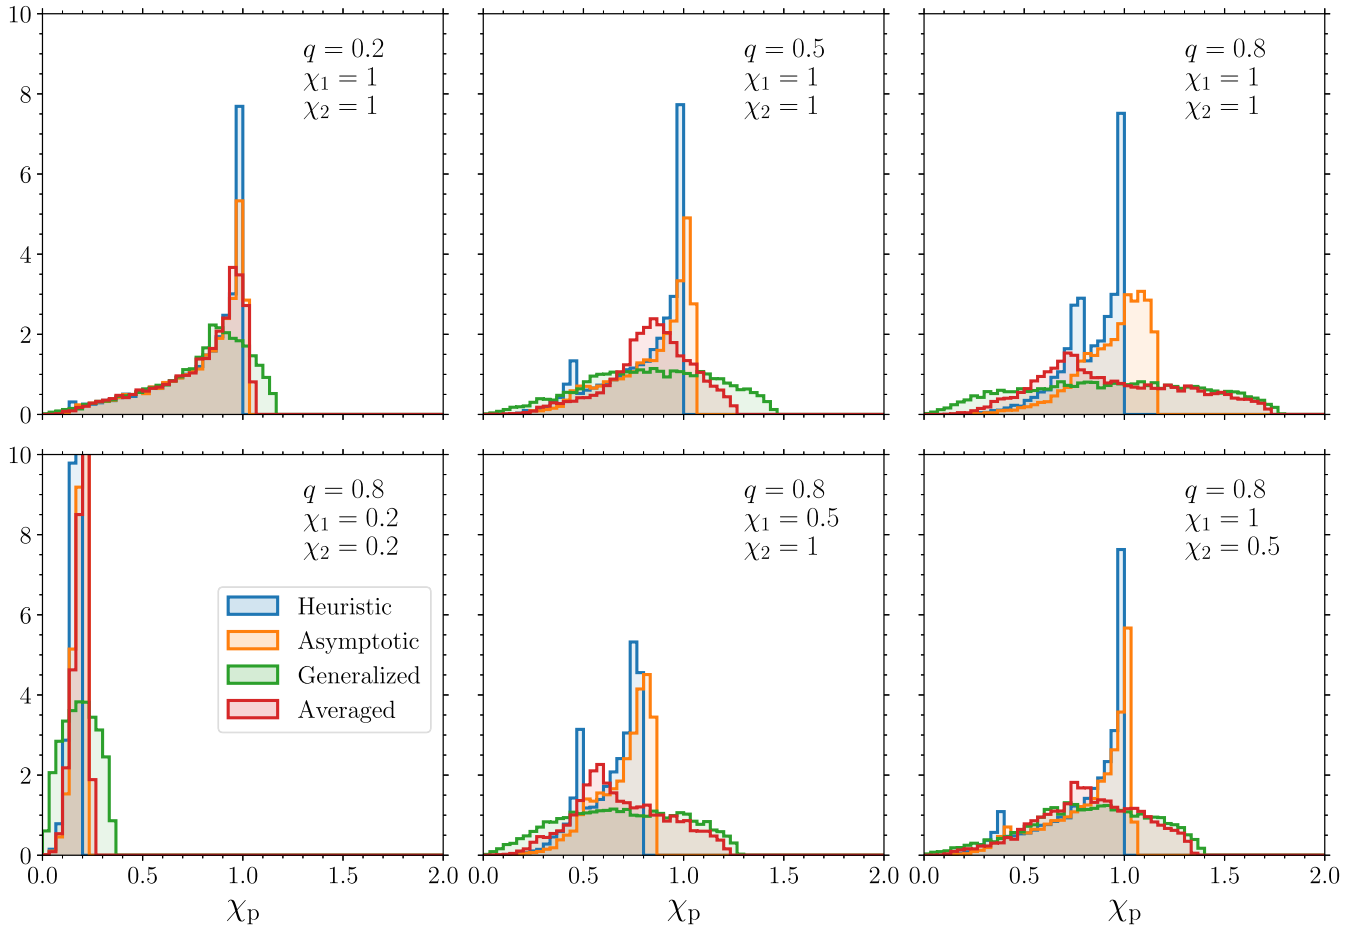 10
8
6
4
2
0
q = 0.2
χ₁ = 1
χ₂ = 1
q = 0.5
χ₁ = 1
χ₂ = 1
q = 0.8
χ₁ = 1
χ₂ = 1
10
8
6
4
2
0
q = 0.8
χ₁ = 0.2
χ₂ = 0.2
Heuristic
Asymptotic
Generalized
Averaged
q = 0.8
χ₁ = 0.5
χ₂ = 1
q = 0.8
χ₁ = 1
χ₂ = 0.5
0.0 0.5 1.0 1.5 2.0
0.0 0.5 1.0 1.5 2.0
0.0 0.5 1.0 1.5 2.0
χₚ
χₚ
χₚ